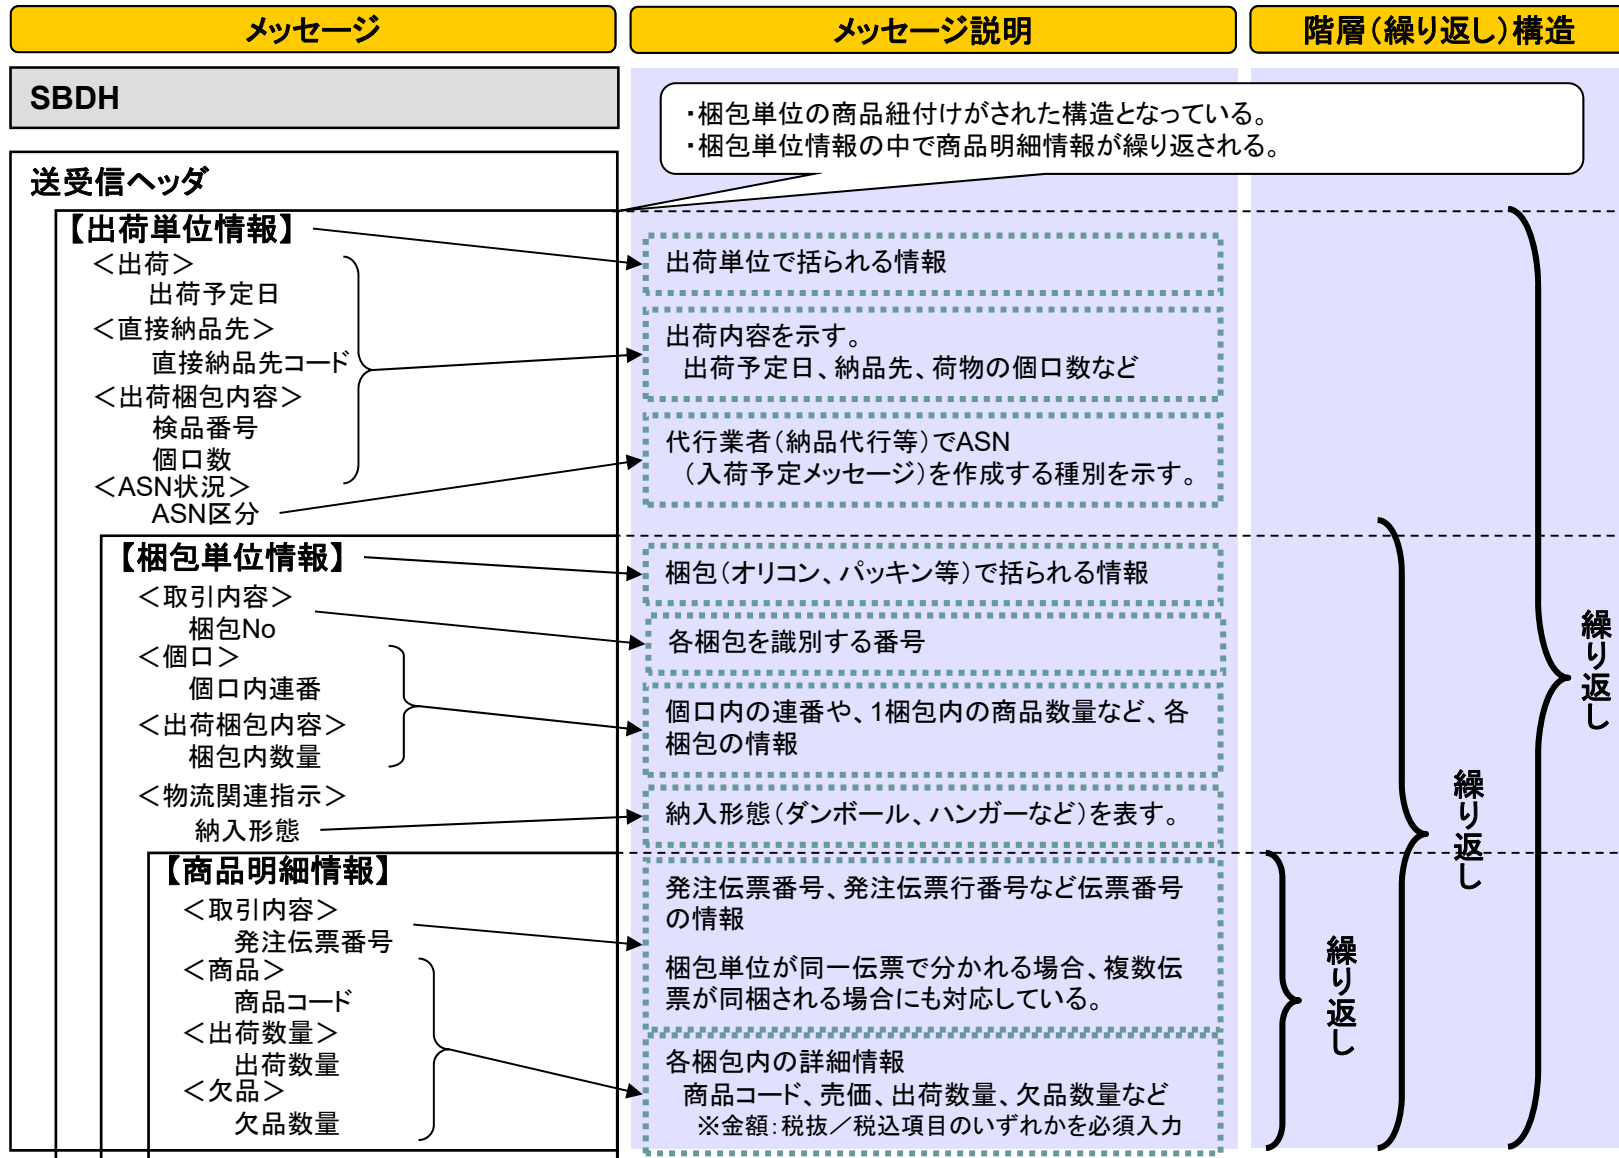 メッセージ
メッセージ説明
階層(繰り返し)構造
SBDH
・梱包単位の商品紐付けがされた構造となっている。
・梱包単位情報の中で商品明細情報が繰り返される。
送受信ヘッダ
【出荷単位情報】
＜出荷＞
出荷予定日
＜直接納品先＞
直接納品先コード
＜出荷梱包内容＞
検品番号
個口数
＜ASN状況＞
ASN区分
出荷単位で括られる情報
出荷内容を示す。
出荷予定日、納品先、荷物の個口数など
代行業者(納品代行等)でASN
(入荷予定メッセージ)を作成する種別を示す。
【梱包単位情報】
＜取引内容＞
梱包No
＜個口＞
個口内連番
＜出荷梱包内容＞
梱包内数量
＜物流関連指示＞
納入形態
梱包(オリコン、パッキン等)で括られる情報
各梱包を識別する番号
個口内の連番や、1梱包内の商品数量など、各
梱包の情報
納入形態(ダンボール、ハンガーなど)を表す。
【商品明細情報】
＜取引内容＞
発注伝票番号
＜商品＞
商品コード
＜出荷数量＞
出荷数量
＜欠品＞
欠品数量
発注伝票番号、発注伝票行番号など伝票番号
の情報
梱包単位が同一伝票で分かれる場合、複数伝
票が同梱される場合にも対応している。
各梱包内の詳細情報
商品コード、売価、出荷数量、欠品数量など
※金額:税抜／税込項目のいずれかを必須入力
繰り返し
繰り返し
繰り返し